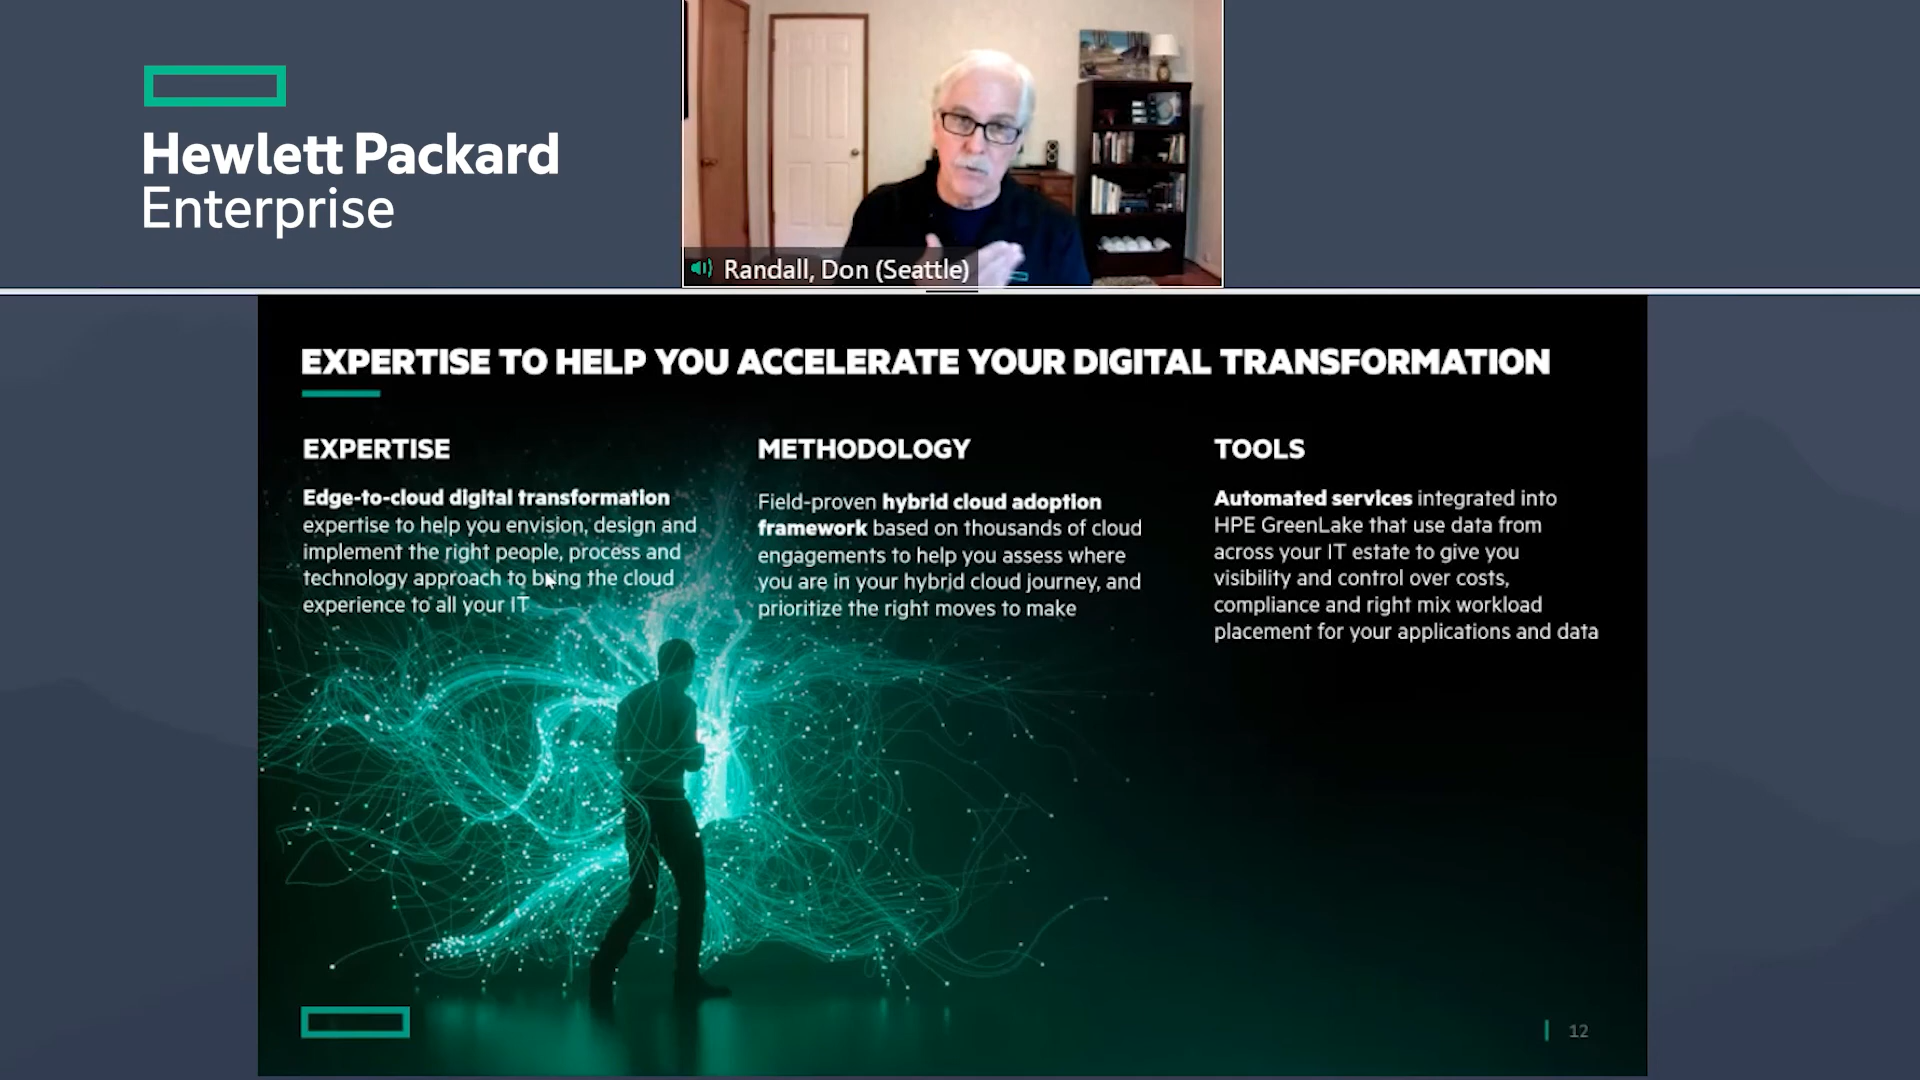 Hewlett Packard
Enterprise
Randall, Don (Seattle)
EXPERTISE TO HELP YOU ACCELERATE YOUR DIGITAL TRANSFORMATION
EXPERTISE
Edge-to-cloud digital transformation
expertise to help you envision, design and
implement the right people, process and
technology approach to bring the cloud
experience to all your IT
METHODOLOGY
Field-proven hybrid cloud adoption
framework based on thousands of cloud
engagements to help you assess where
you are in your hybrid cloud journey, and
prioritize the right moves to make
TOOLS
Automated services integrated into
HPE GreenLake that use data from
across your IT estate to give you
visibility and control over costs,
compliance and right mix workload
placement for your applications and data
12